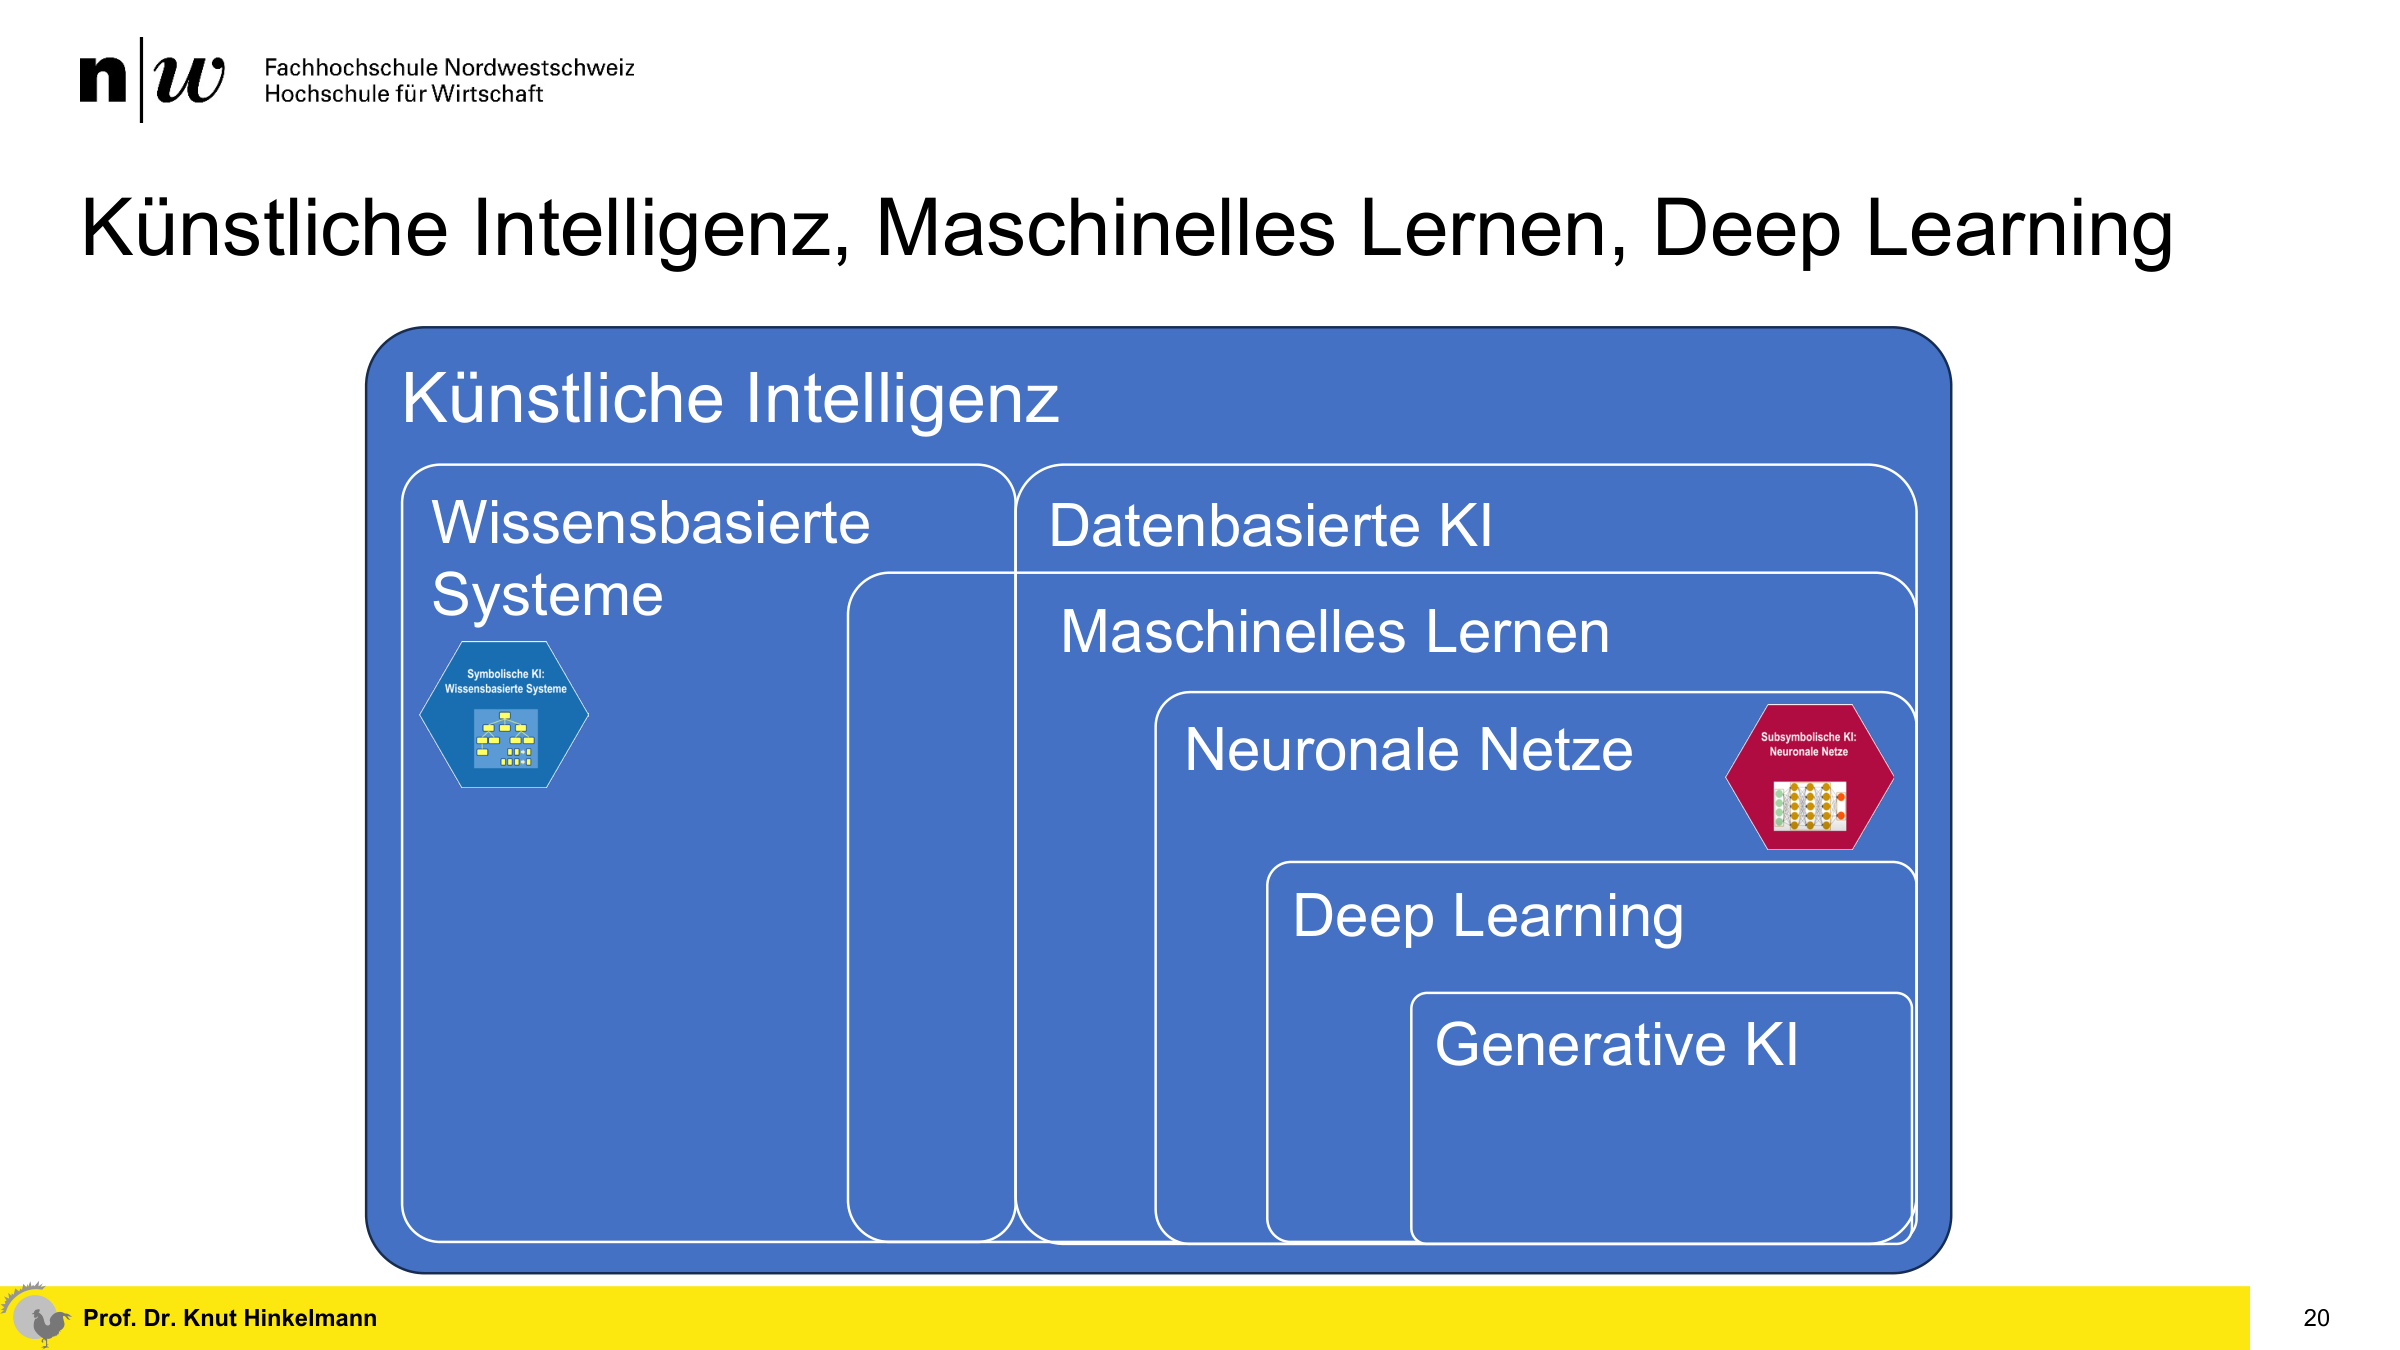 n|w
Fachhochschule Nordwestschweiz
Hochschule für Wirtschaft
Künstliche Intelligenz, Maschinelles Lernen, Deep Learning
Künstliche Intelligenz
Wissensbasierte
Systeme
Symbolische KI:
Wissensbasierte Systeme
Datenbasierte KI
Maschinelles Lernen
Neuronale Netze
Subsymbolische KI:
Neuronale Netze
Deep Learning
Generative KI
Prof. Dr. Knut Hinkelmann
20